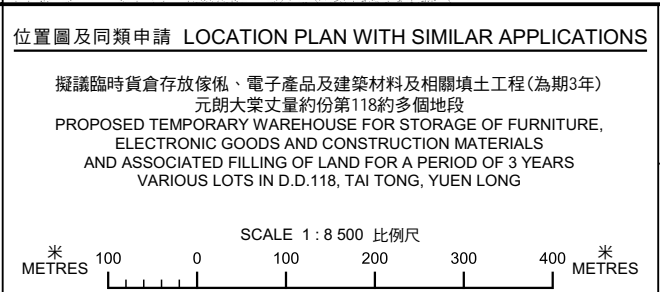 位置圖及同類申請 LOCATION PLAN WITH SIMILAR APPLICATIONS
擬議臨時貨倉存放傢俬、電子產品及建築材料及相關填土工程(為期3年)
元朗大棠丈量約份第118約多個地段
PROPOSED TEMPORARY WAREHOUSE FOR STORAGE OF FURNITURE,
ELECTRONIC GOODS AND CONSTRUCTION MATERIALS
AND ASSOCIATED FILLING OF LAND FOR A PERIOD OF 3 YEARS
VARIOUS LOTS IN D.D.118, TAI TONG, YUEN LONG
SCALE 1 : 8 500 比例尺
米 METRES 100 0 100 200 300 400 米 METRES